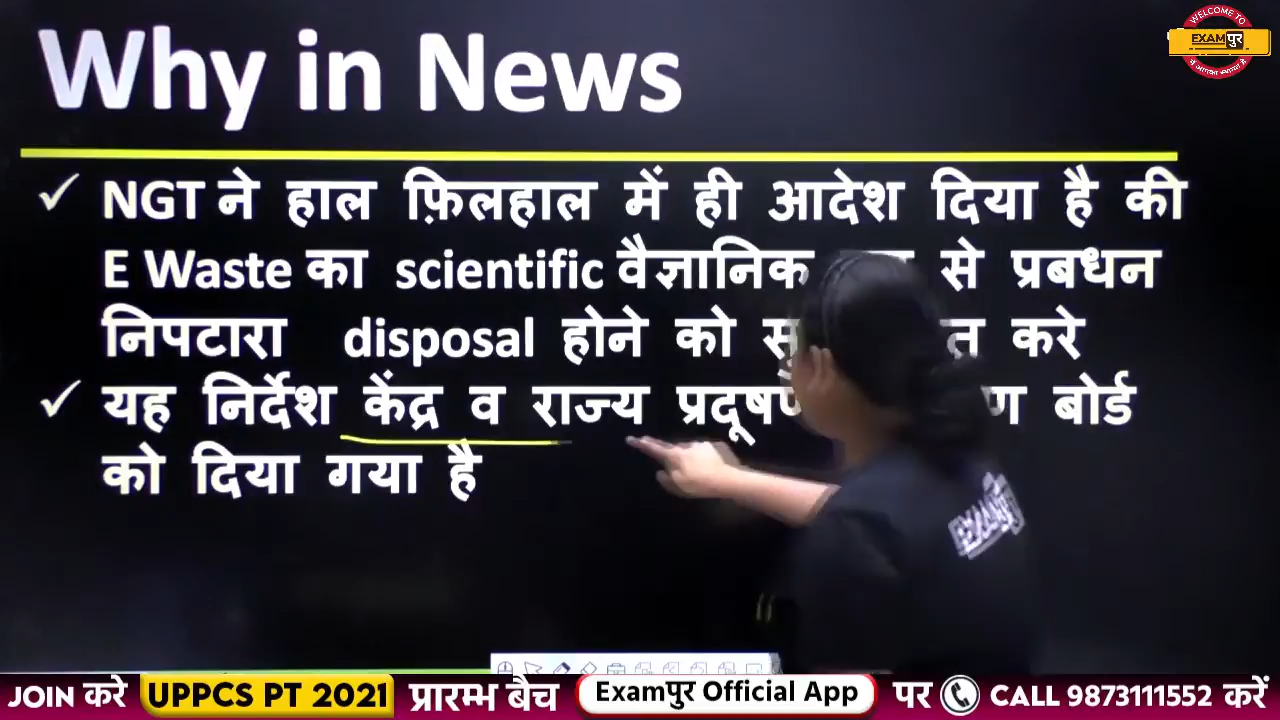 WELCOME TO
EXAMपुर
Why in News
✓ NGT ने हाल फ़िलहाल में ही आदेश दिया है की
E Waste का scientific वैज्ञानिक से प्रबधन
निपटारा disposal होने को करे
✓ यह निर्देश केंद्र व राज्य बोर्ड
को दिया गया है
EXAMपुर
JOIN करे UPPCS PT 2021 प्रारम्भ बैच Examपुर Official App पर CALL 9873111552 करें